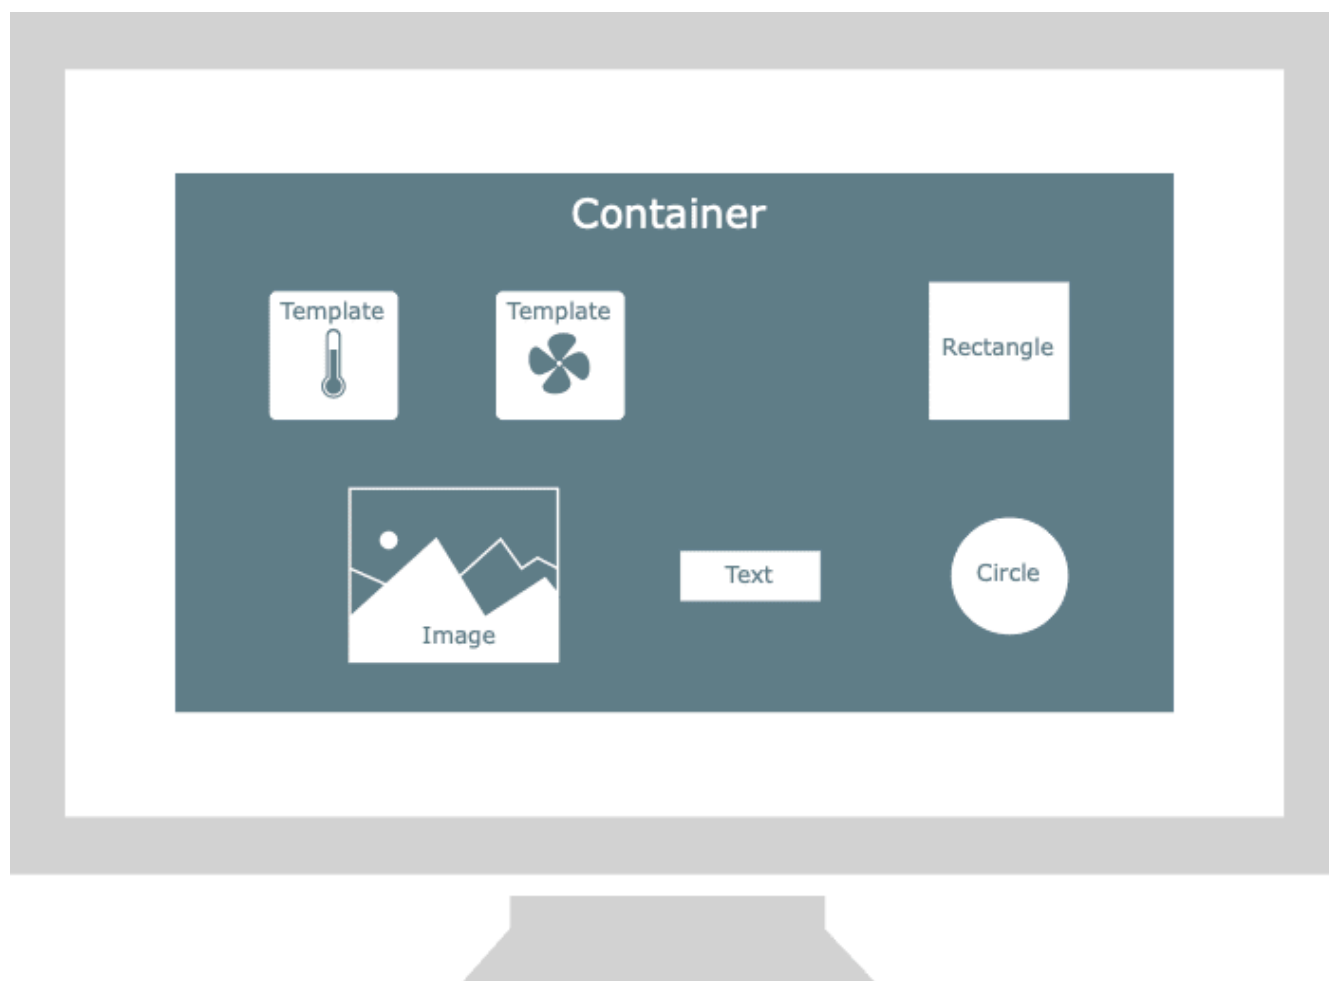 Container
Template
Template
Rectangle
Image
Text
Circle